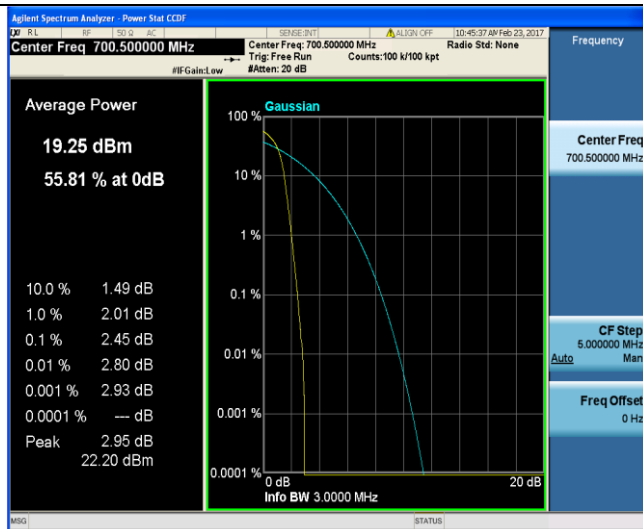 Agilent Spectrum Analyzer - Power Stat CCDF
RL RF 50 Ω AC SENSE:INT ALIGN OFF 10:45:37 AM Feb 23, 2017
Center Freq 700.500000 MHz
Center Freq: 700.500000 MHz Radio Std: None
Trig: Free Run Counts:100 k/100 kpt
#IFGain:Low #Atten: 20 dB
Frequency
Average Power
19.25 dBm
55.81 % at 0dB
10.0 % 1.49 dB
1.0 % 2.01 dB
0.1 % 2.45 dB
0.01 % 2.80 dB
0.001 % 2.93 dB
0.0001 % --- dB
Peak 2.95 dB
22.20 dBm
Gaussian
100 %
10 %
1 %
0.1 %
0.01 %
0.001 %
0.0001 %
0 dB 20 dB
Info BW 3.0000 MHz
Center Freq
700.500000 MHz
CF Step
5.000000 MHz
Auto Man
Freq Offset
0 Hz
MSG STATUS